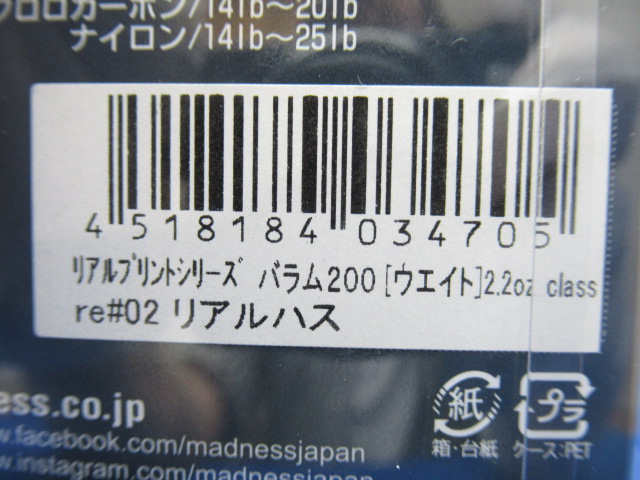 ロロカーボン/14lb～20lb
ナイロン/14lb～25lb
4 518184 034705
リアルプリントシリーズ バラム200 [ウエイト]2.2oz class
re#02 リアルハス
ess.co.jp
紙 プラ
w.facebook.com/madnessjapan
箱・台紙 ケース:PET
w.instagram.com/madnessjapan